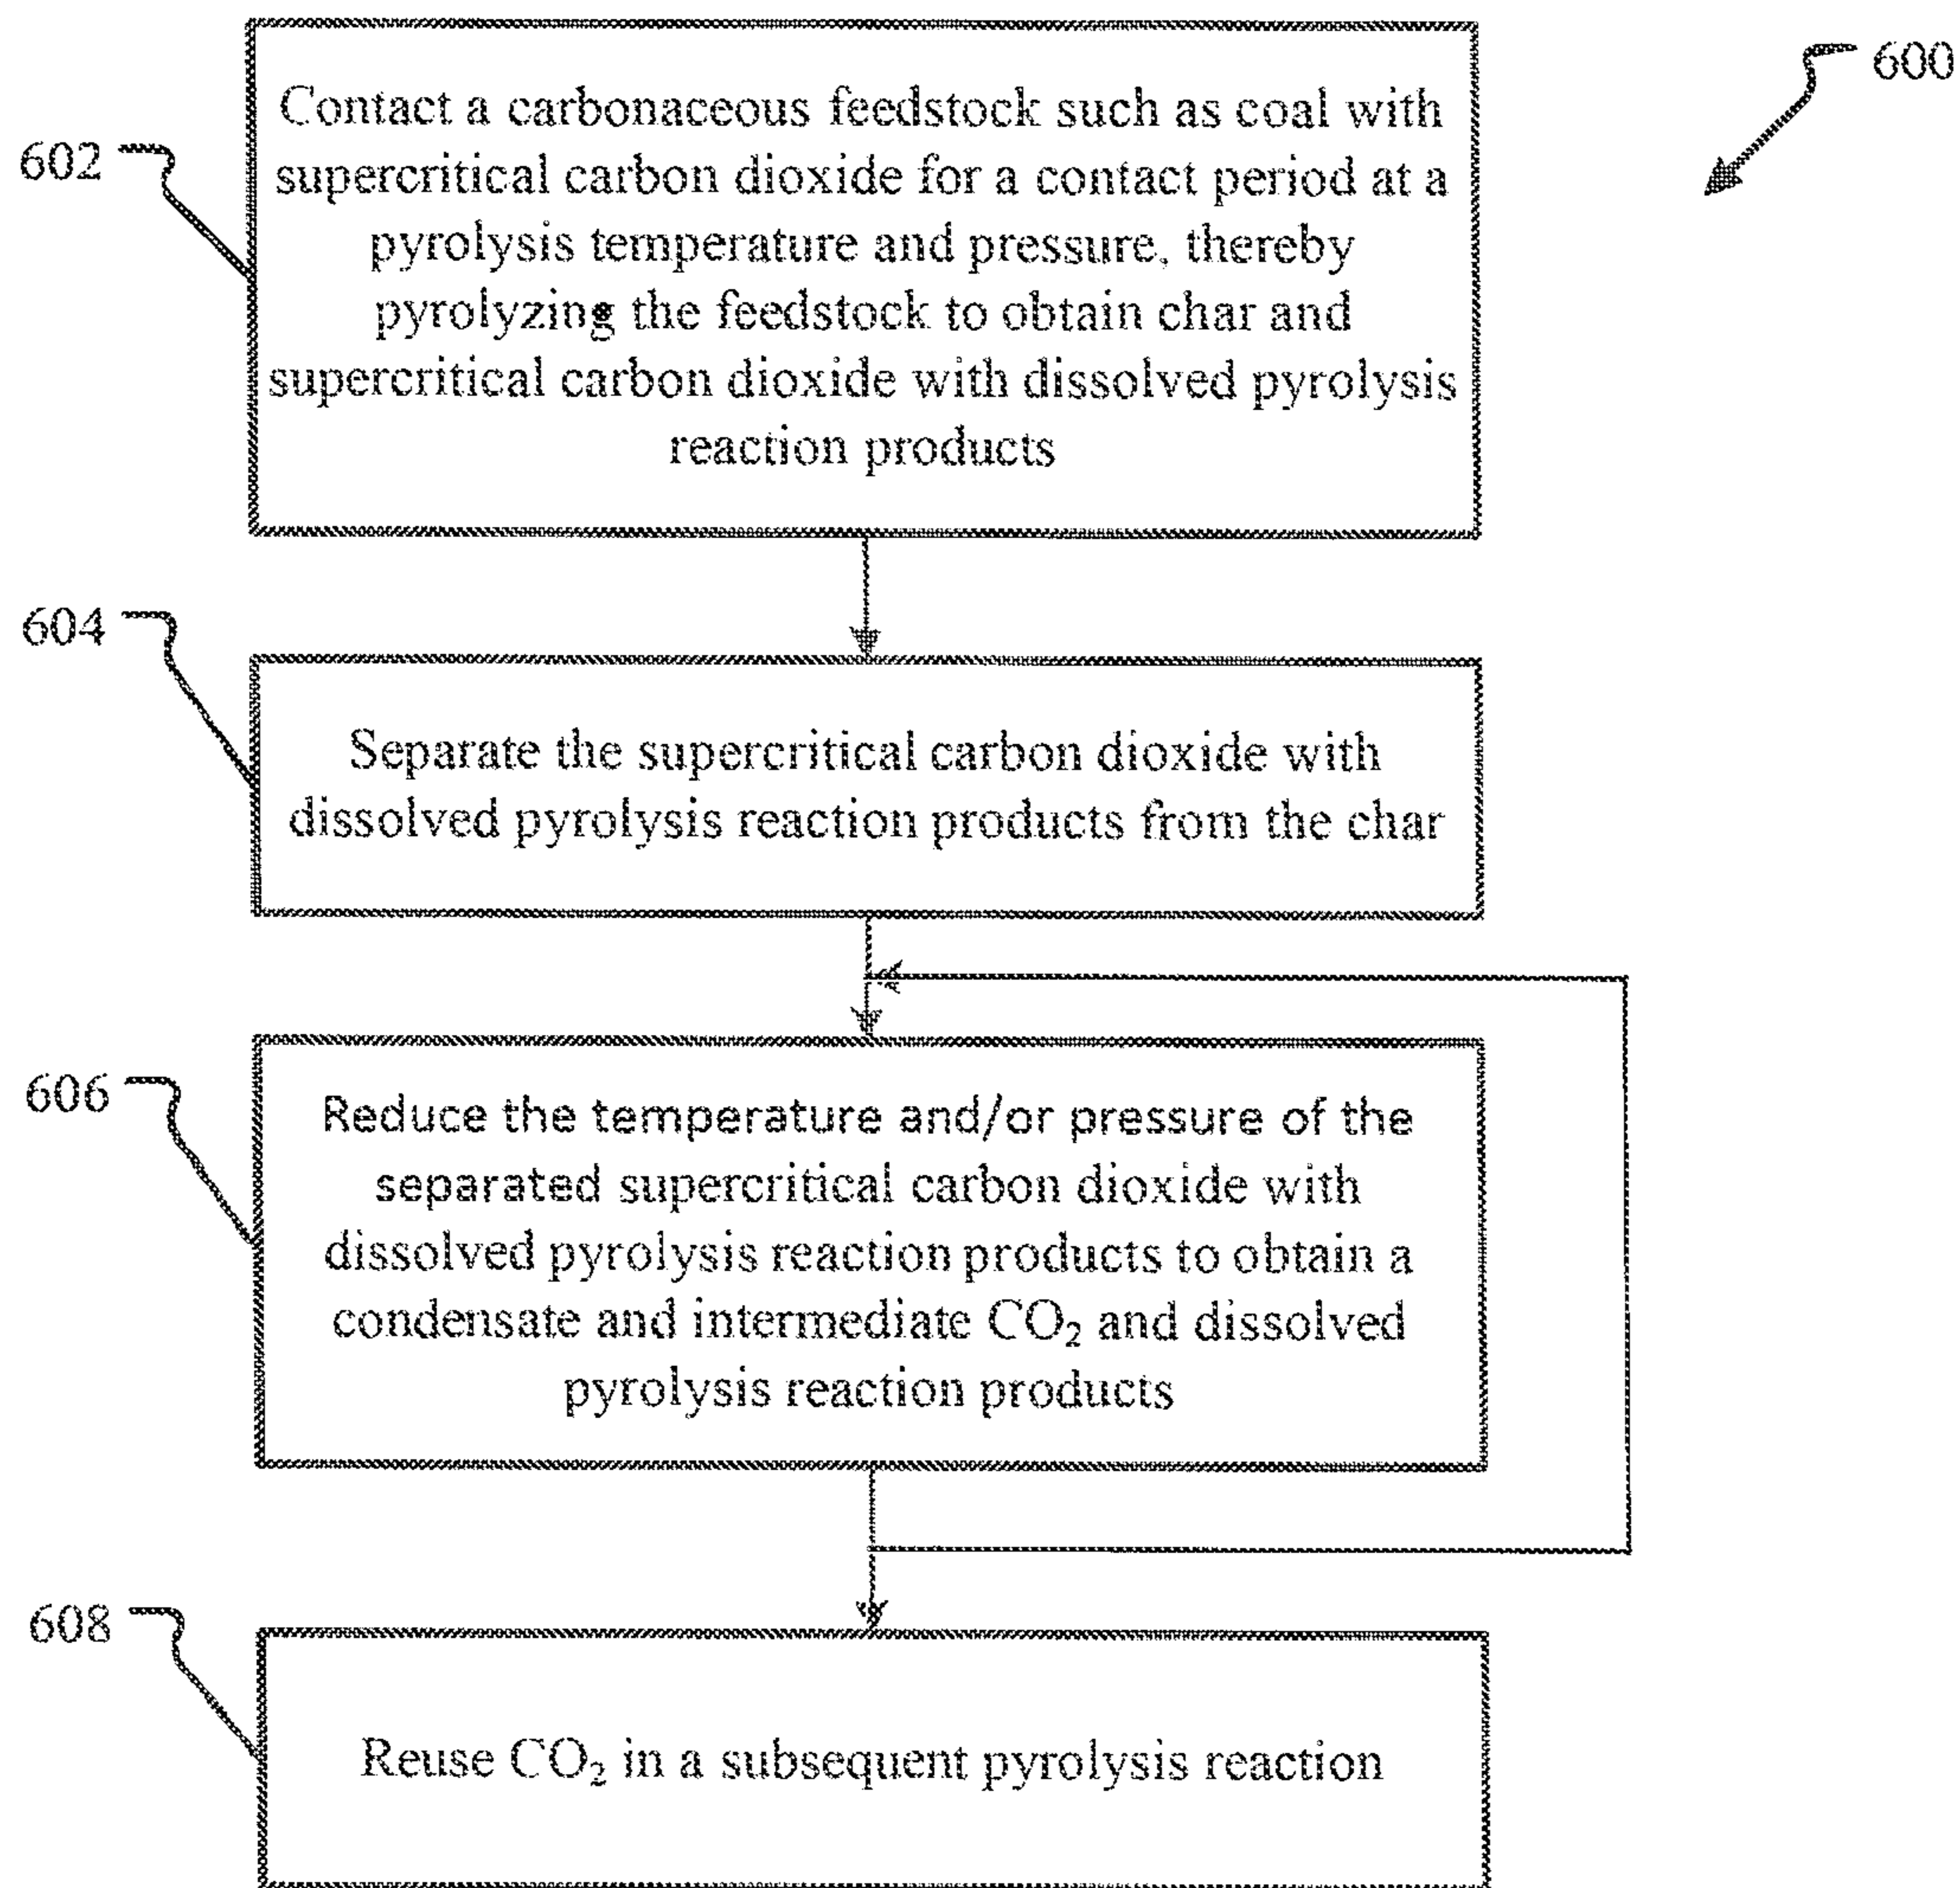 600
602
Contact a carbonaceous feedstock such as coal with
supercritical carbon dioxide for a contact period at a
pyrolysis temperature and pressure, thereby
pyrolyzing the feedstock to obtain char and
supercritical carbon dioxide with dissolved pyrolysis
reaction products
604
Separate the supercritical carbon dioxide with
dissolved pyrolysis reaction products from the char
606
Reduce the temperature and/or pressure of the
separated supercritical carbon dioxide with
dissolved pyrolysis reaction products to obtain a
condensate and intermediate CO₂ and dissolved
pyrolysis reaction products
608
Reuse CO₂ in a subsequent pyrolysis reaction